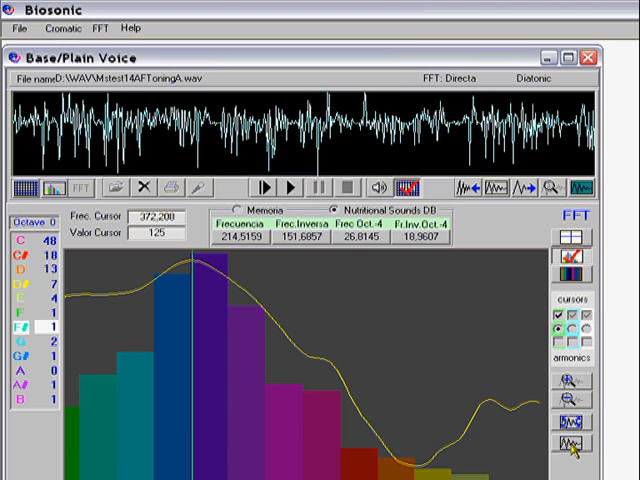 Biosonic
File Cromatic FFT Help
Base/Plain Voice
File nameD:\WAV\Mstest14AFToningA.wav FFT: Directa Diatonic
FFT
Octave 0 Frec. Cursor 372,208 Memoria Nutritional Sounds DB
Valor Cursor 125
Frecuencia Frec.Inversa Frec Oct.-4 Fr.Inv.Oct.-4
214,5159 151,6857 26,8145 18,9607
FFT
C 48
C# 18
D 13
D# 7
E 4
F 1
F# 1
G 2
G# 1
A 0
A# 1
B 1
cursors
armonics